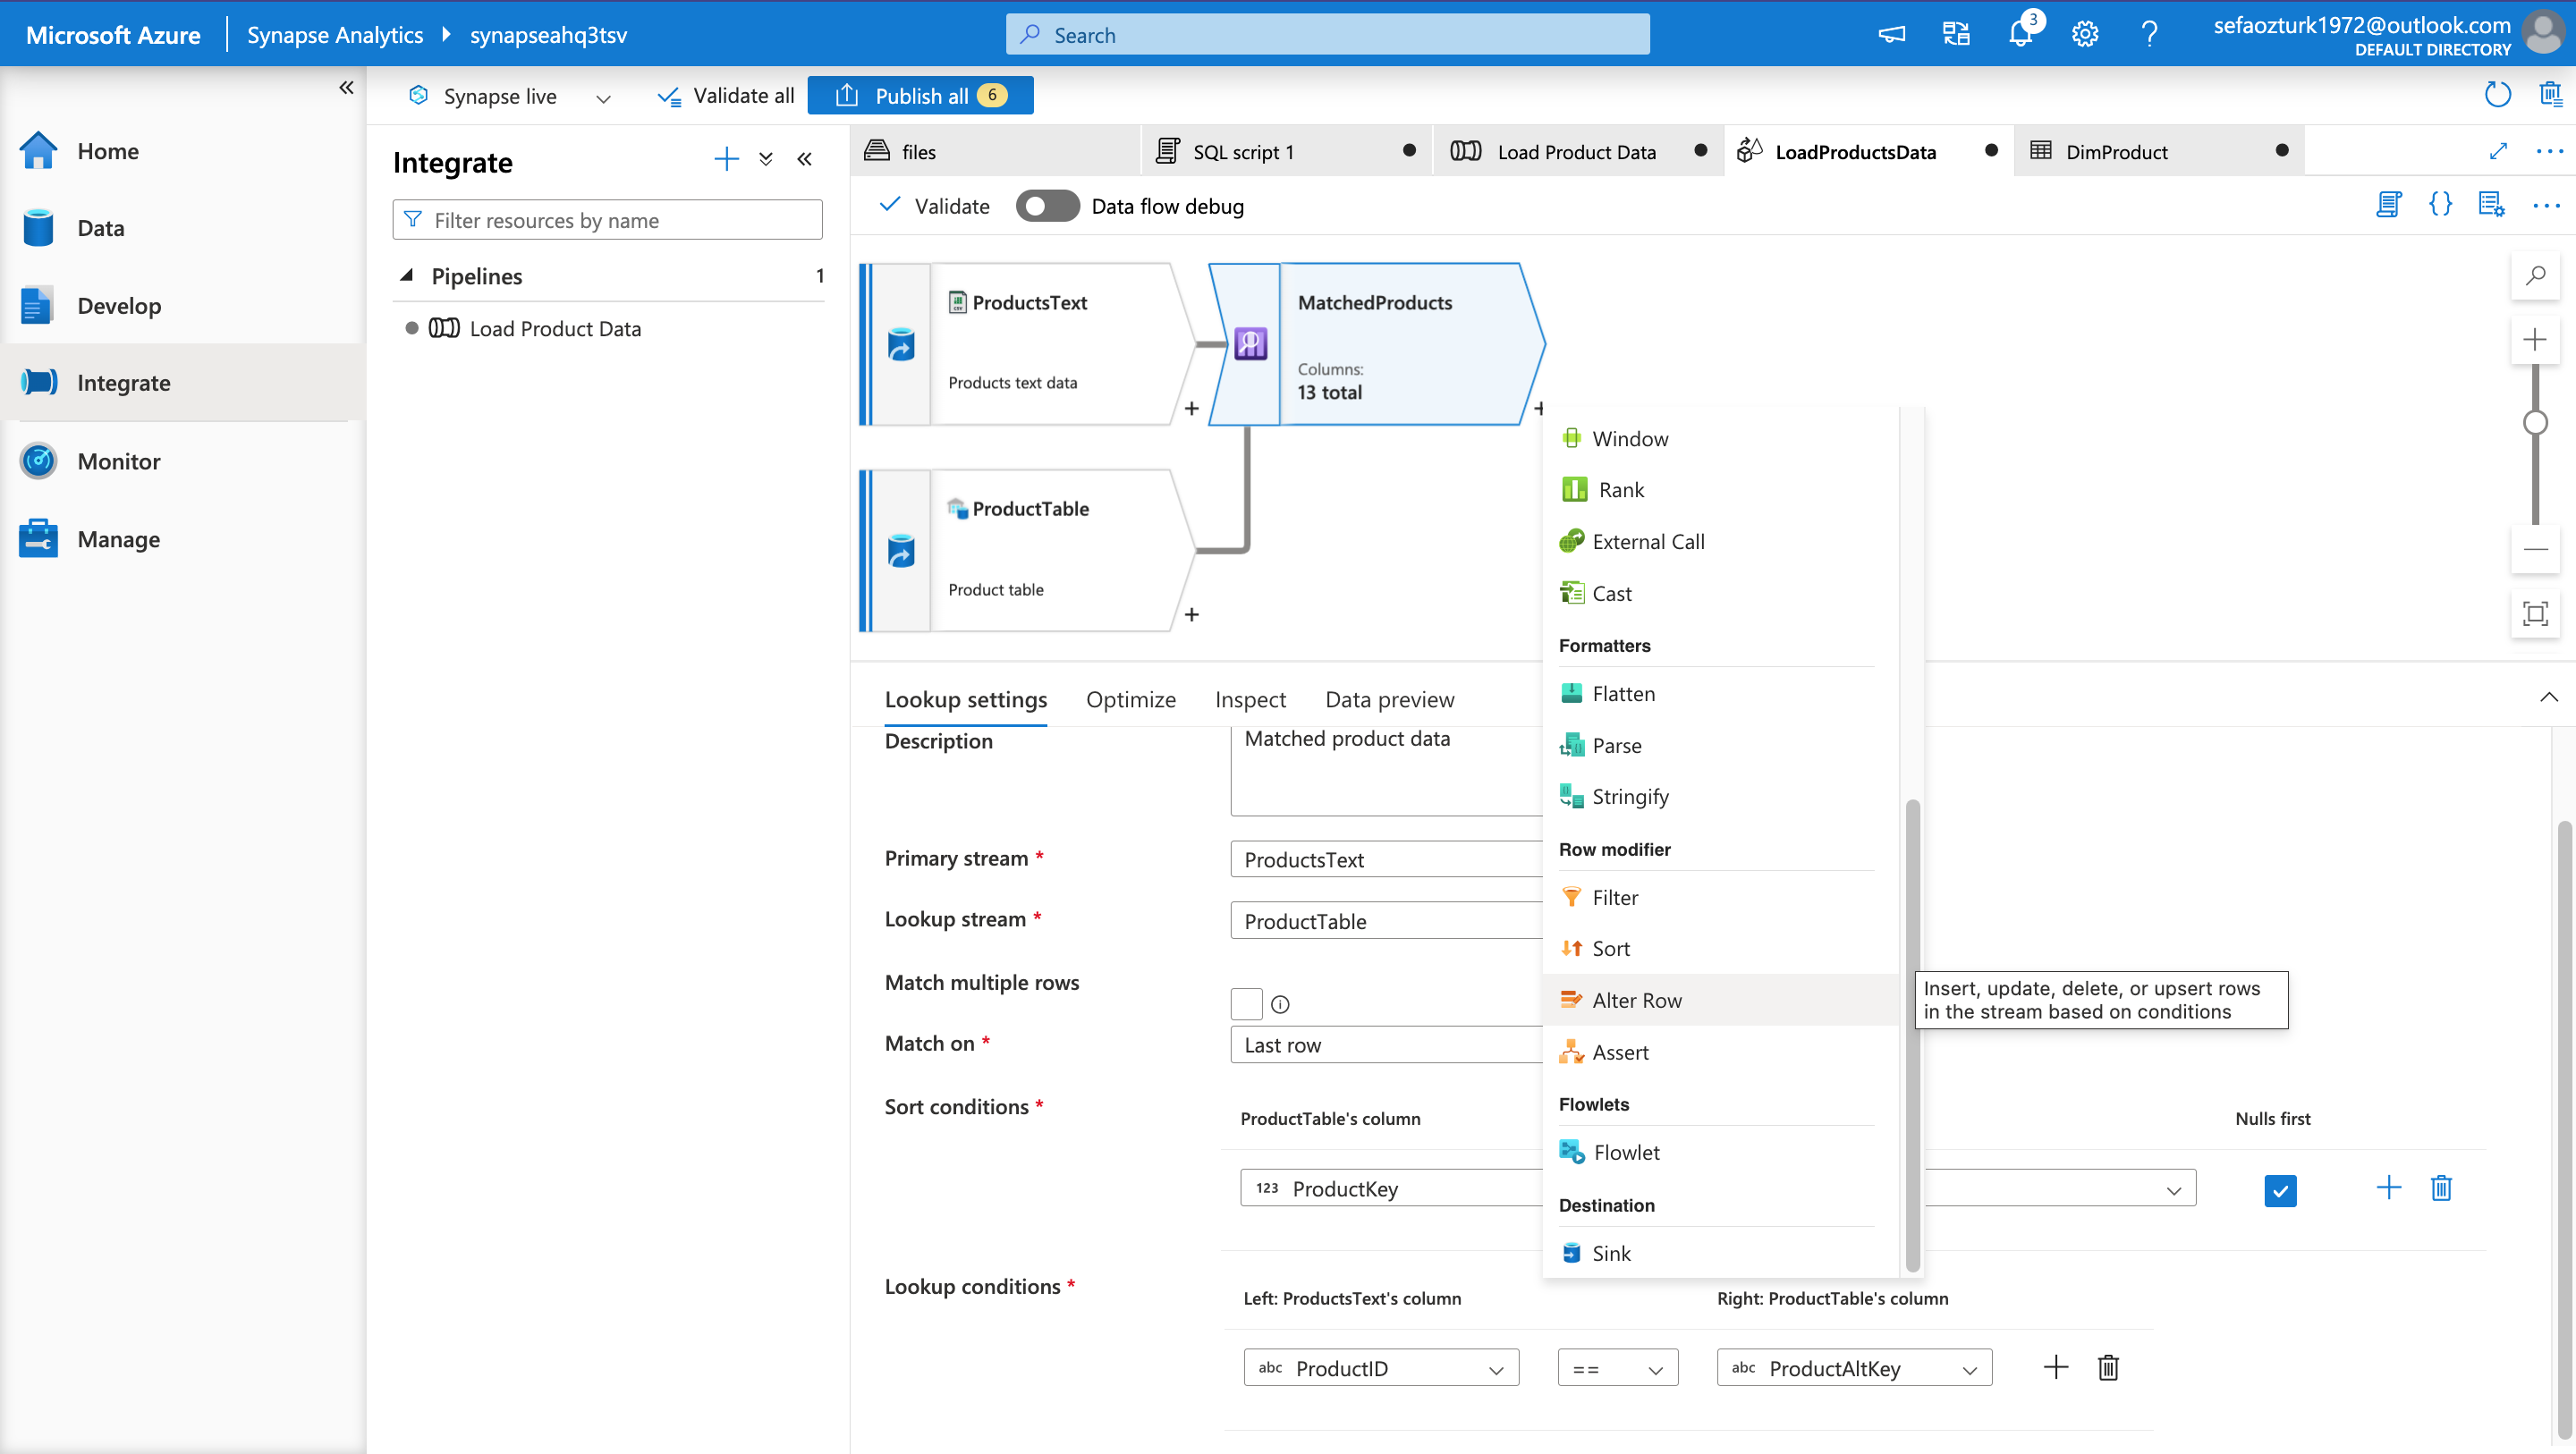 Microsoft Azure
Synapse Analytics
synapseahq3tsv
Search
3
sefaozturk1972@outlook.com
DEFAULT DIRECTORY
Home
Data
Develop
Integrate
Monitor
Manage
Synapse live
Validate all
Publish all 6
Integrate
Filter resources by name
Pipelines 1
Load Product Data
files
SQL script 1
Load Product Data
LoadProductsData
DimProduct
Validate
Data flow debug
ProductsText
Products text data
+
MatchedProducts
Columns:
13 total
+
ProductTable
Product table
+
Window
Rank
External Call
Cast
Formatters
Flatten
Parse
Stringify
Row modifier
Filter
Sort
Alter Row
Assert
Flowlets
Flowlet
Destination
Sink
Insert, update, delete, or upsert rows
in the stream based on conditions
Lookup settings
Optimize
Inspect
Data preview
Description
Matched product data
Primary stream *
ProductsText
Lookup stream *
ProductTable
Match multiple rows
Match on *
Last row
Sort conditions *
ProductTable's column
Nulls first
123 ProductKey
Lookup conditions *
Left: ProductsText's column
Right: ProductTable's column
abc ProductID
==
abc ProductAltKey